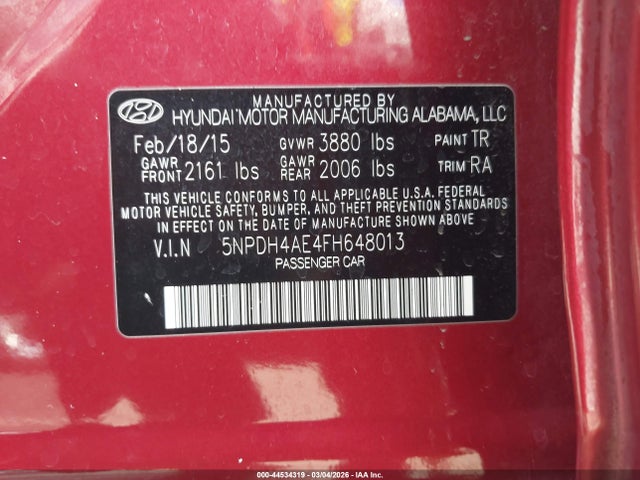 MANUFACTURED BY
HYUNDAI MOTOR MANUFACTURING ALABAMA, LLC
Feb/18/15 GVWR 3880 lbs PAINT TR
GAWR FRONT 2161 lbs GAWR REAR 2006 lbs TRIM RA
THIS VEHICLE CONFORMS TO ALL APPLICABLE U.S.A. FEDERAL
MOTOR VEHICLE SAFETY, BUMPER, AND THEFT PREVENTION STANDARDS
IN EFFECT ON THE DATE OF MANUFACTURE SHOWN ABOVE.
V.I.N 5NPDH4AE4FH648013
PASSENGER CAR
000-44534319 | 03/04/2026 - IAA Inc.